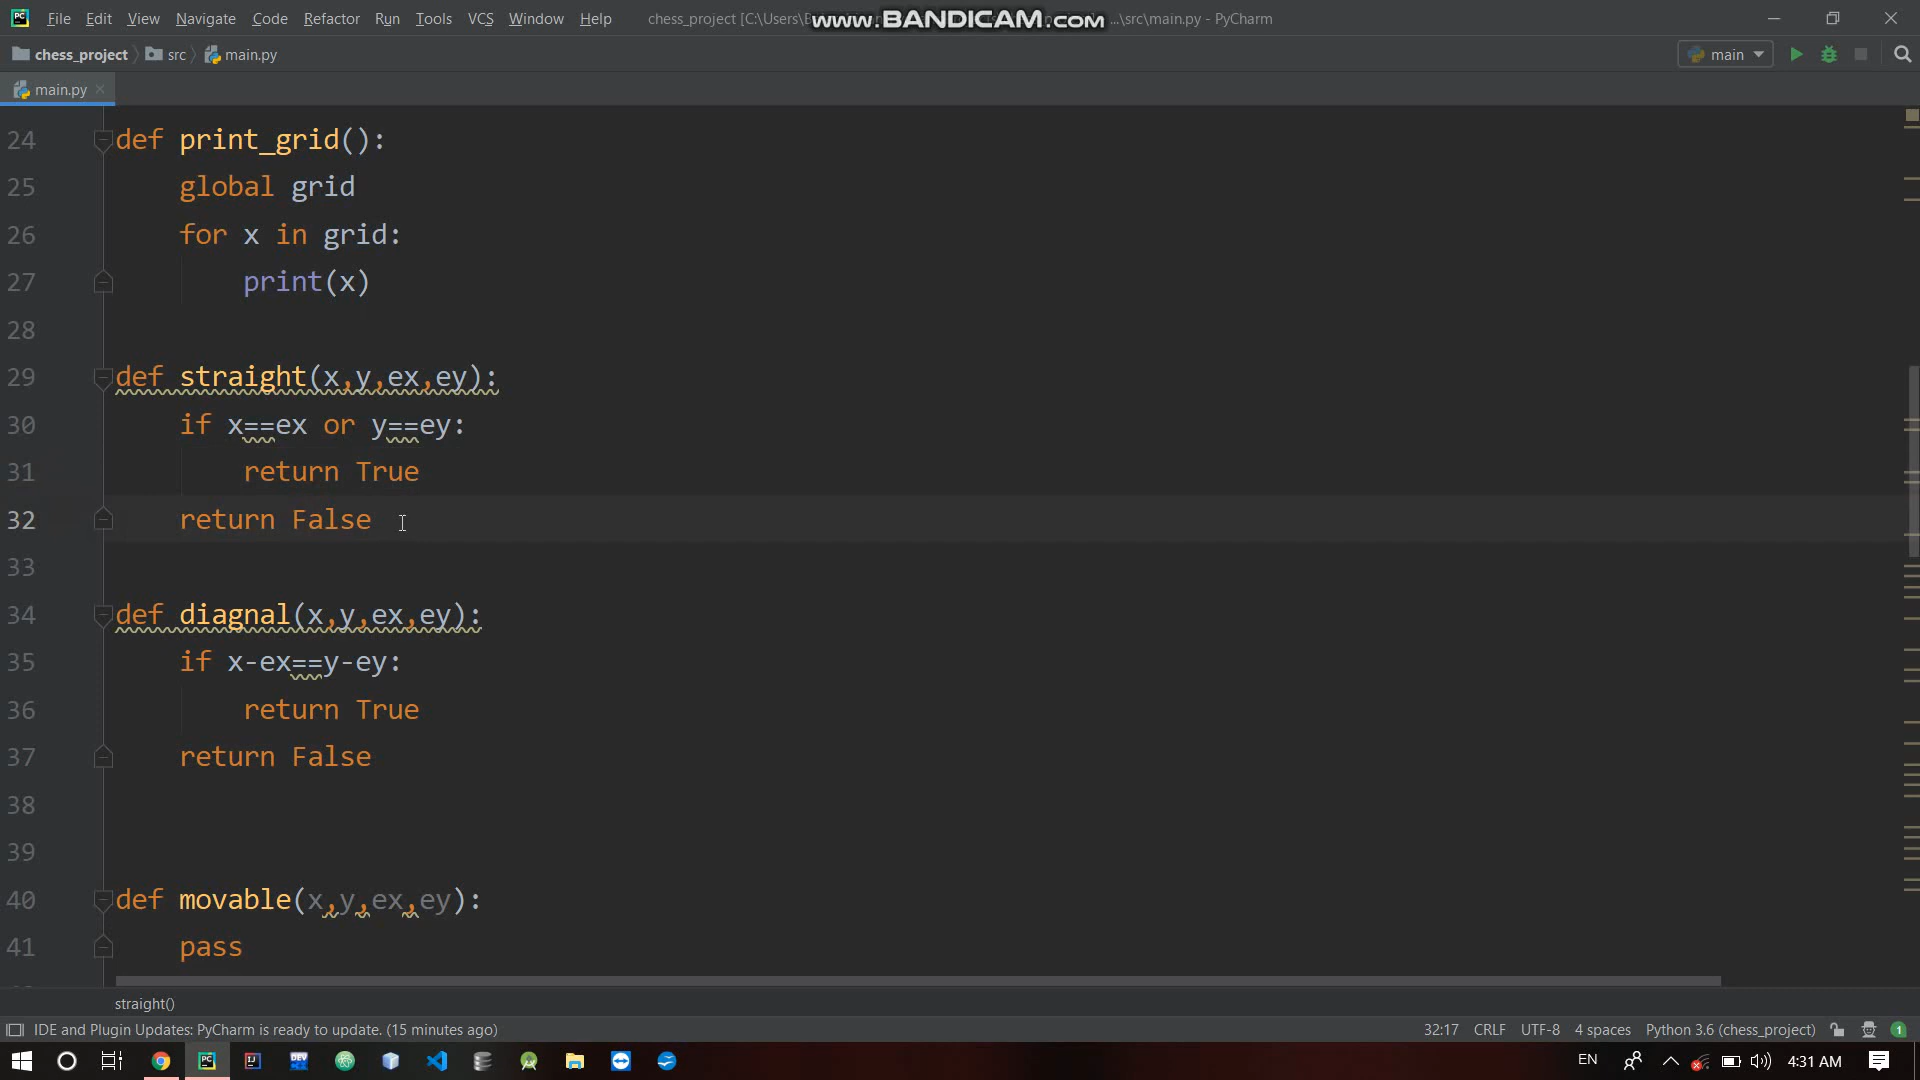 File Edit View Navigate Code Refactor Run Tools VCS Window Help chess_project [C:\Users\ ...\src\main.py - PyCharm
www.BANDICAM.com
chess_project src main.py main
main.py
24 def print_grid():
25 global grid
26 for x in grid:
27 print(x)
28
29 def straight(x,y,ex,ey):
30 if x==ex or y==ey:
31 return True
32 return False
33
34 def diagnal(x,y,ex,ey):
35 if x-ex==y-ey:
36 return True
37 return False
38
39
40 def movable(x,y,ex,ey):
41 pass
straight()
IDE and Plugin Updates: PyCharm is ready to update. (15 minutes ago) 32:17 CRLF UTF-8 4 spaces Python 3.6 (chess_project) 1
PC IJ DEV EN 4:31 AM